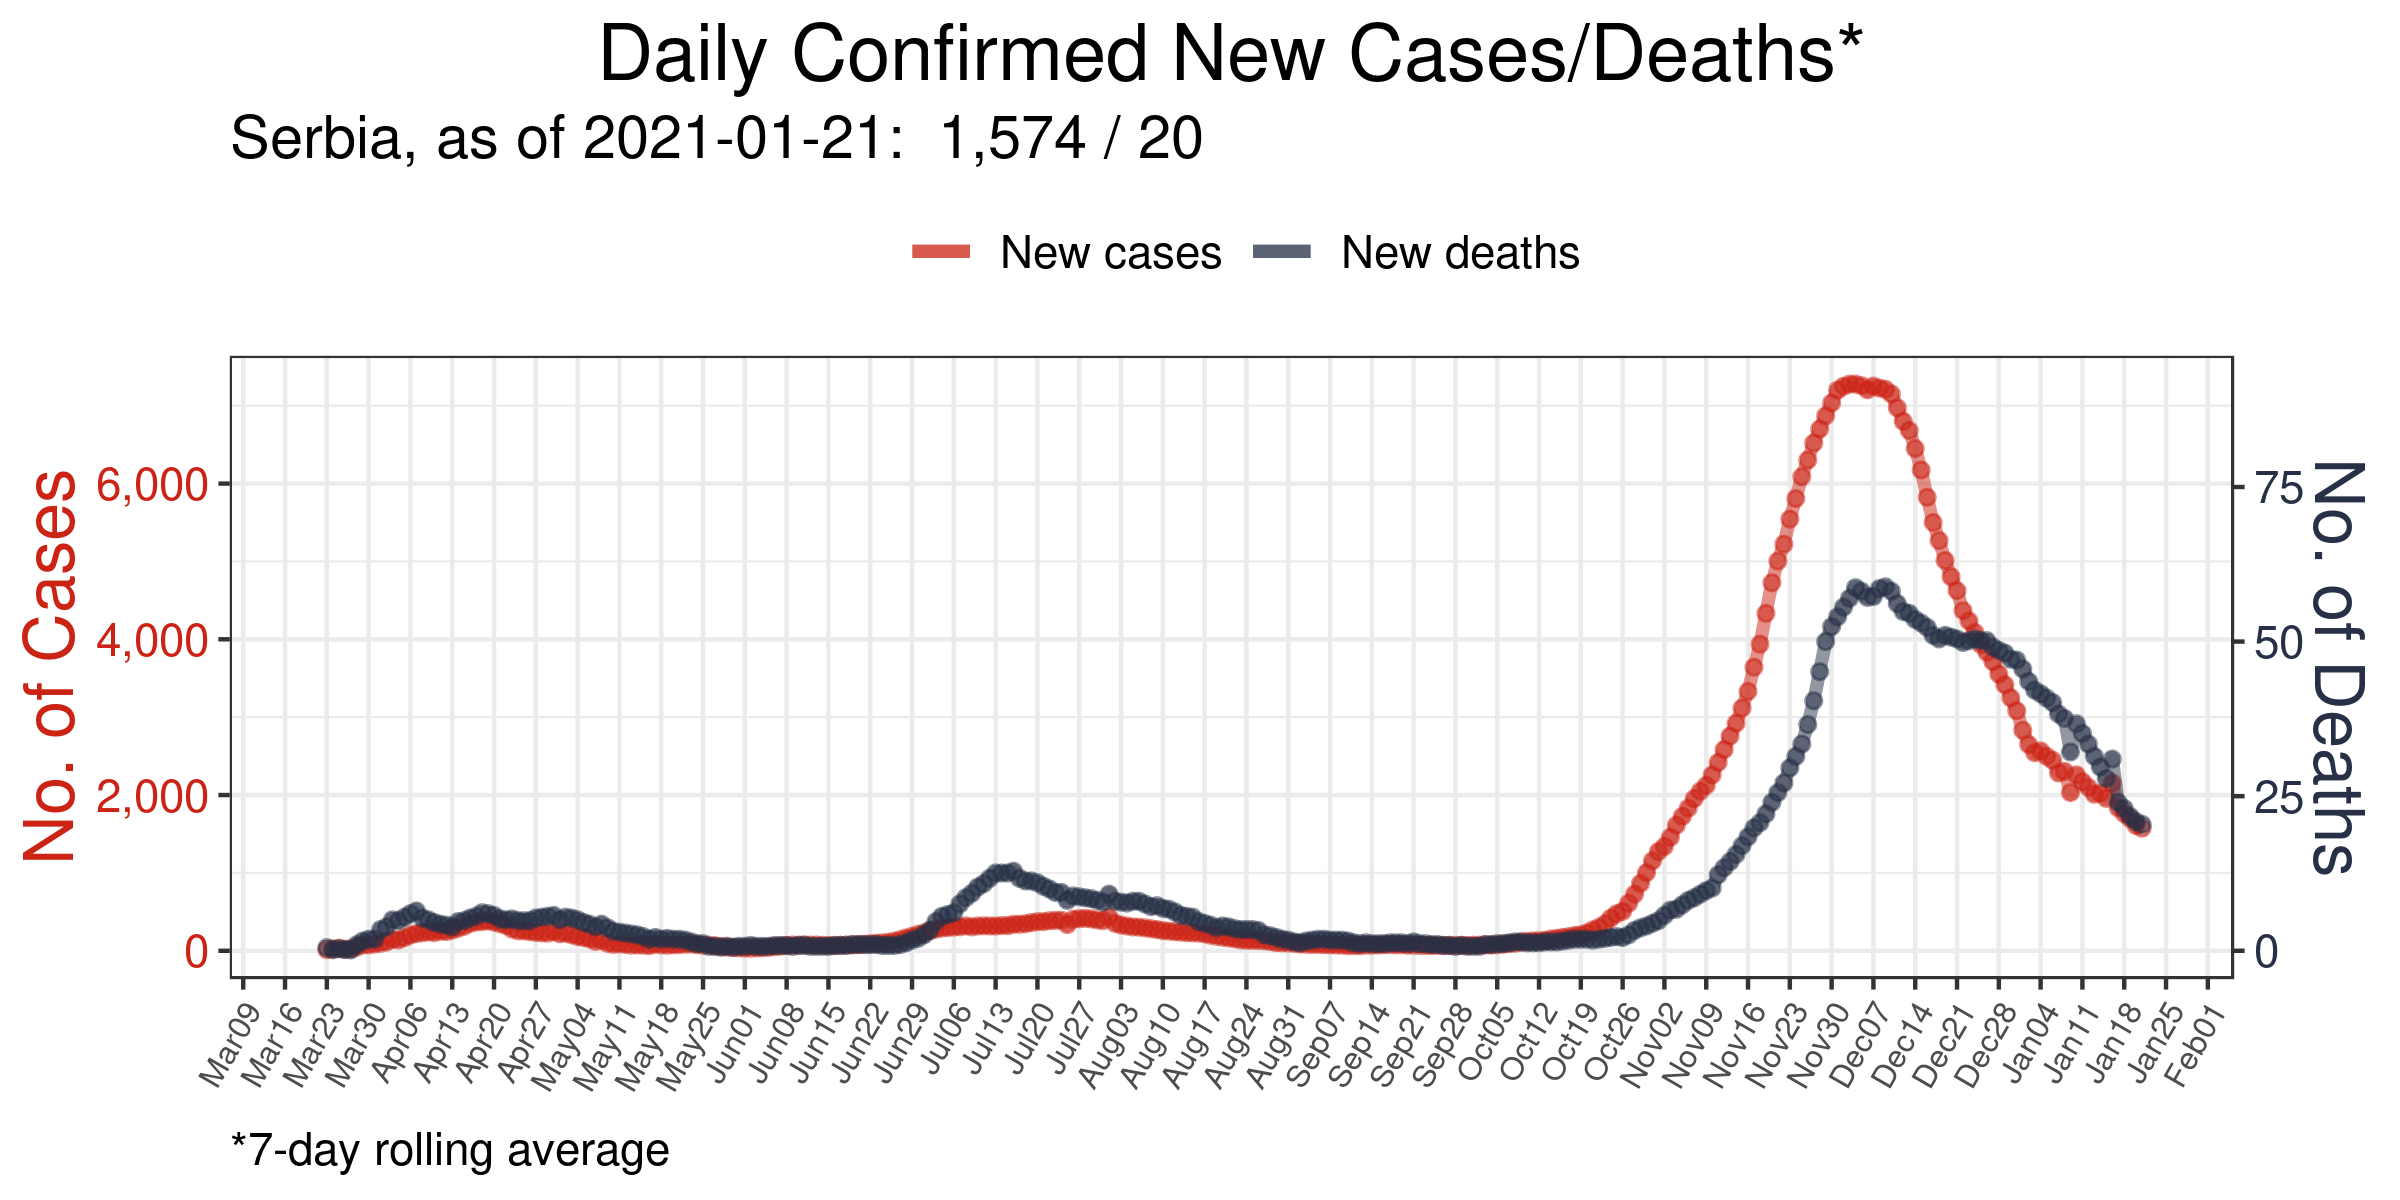 Daily Confirmed New Cases/Deaths*
Serbia, as of 2021-01-21:  1,574 / 20
New cases
New deaths
No. of Cases
6,000
4,000
2,000
0
75
50
25
0
No. of Deaths
Mar09
Mar16
Mar23
Mar30
Apr06
Apr13
Apr20
Apr27
May04
May11
May18
May25
Jun01
Jun08
Jun15
Jun22
Jun29
Jul06
Jul13
Jul20
Jul27
Aug03
Aug10
Aug17
Aug24
Aug31
Sep07
Sep14
Sep21
Sep28
Oct05
Oct12
Oct19
Oct26
Nov02
Nov09
Nov16
Nov23
Nov30
Dec07
Dec14
Dec21
Dec28
Jan04
Jan11
Jan18
Jan25
Feb01
*7-day rolling average